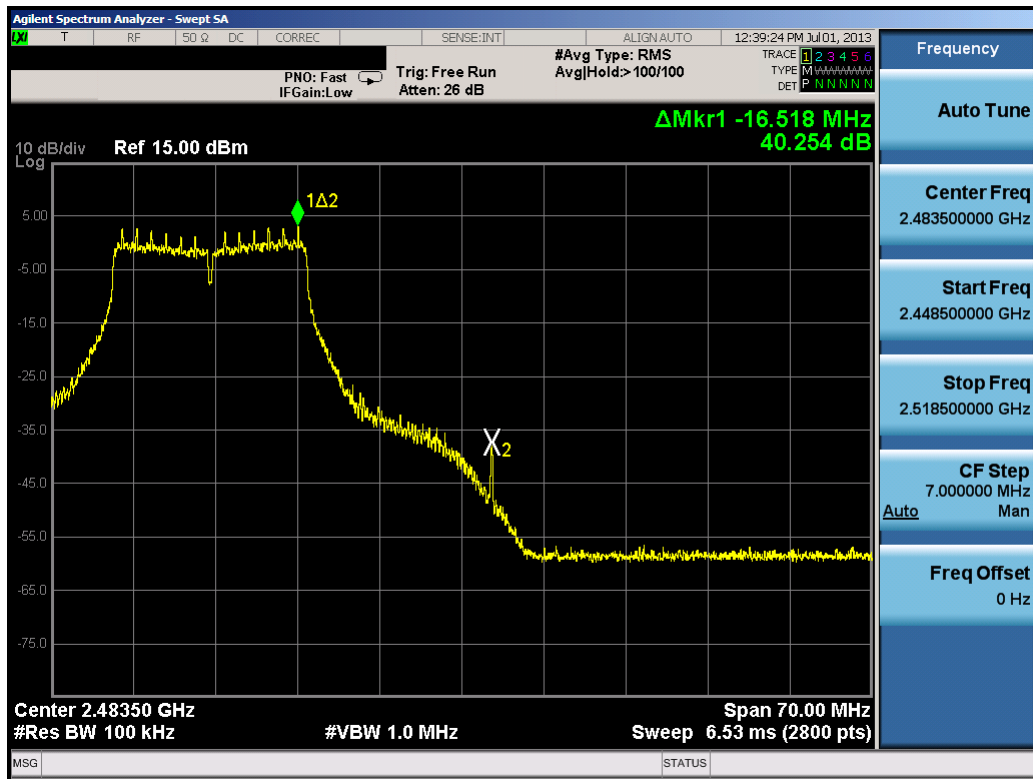 Agilent Spectrum Analyzer - Swept SA
LXI T RF 50 Ω DC CORREC SENSE:INT ALIGN AUTO 12:39:24 PM Jul 01, 2013
PNO: Fast
IFGain:Low
Trig: Free Run
Atten: 26 dB
#Avg Type: RMS
Avg|Hold:>100/100
TRACE 1 2 3 4 5 6
TYPE M WWWWW
DET P N N N N N
ΔMkr1 -16.518 MHz
40.254 dB
10 dB/div
Log
Ref 15.00 dBm
5.00
-5.00
-15.0
-25.0
-35.0
-45.0
-55.0
-65.0
-75.0
1Δ2
X2
Center 2.48350 GHz
#Res BW 100 kHz
#VBW 1.0 MHz
Span 70.00 MHz
Sweep 6.53 ms (2800 pts)
MSG
STATUS
Frequency
Auto Tune
Center Freq
2.483500000 GHz
Start Freq
2.448500000 GHz
Stop Freq
2.518500000 GHz
CF Step
7.000000 MHz
Auto Man
Freq Offset
0 Hz